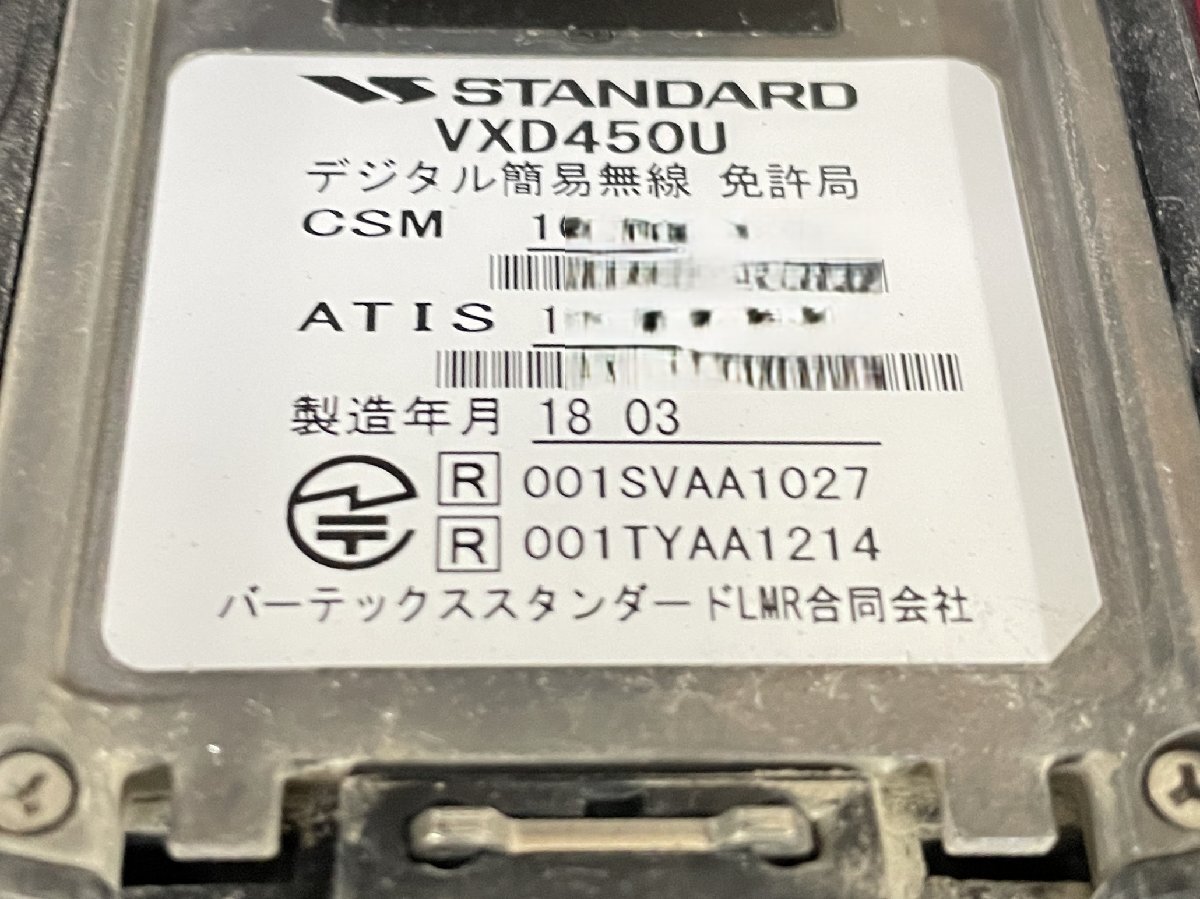 STANDARD
VXD450U
デジタル簡易無線 免許局
CSM
ATIS
製造年月 18 03
R 001SVAA1027
R 001TYAA1214
バーテックススタンダードLMR合同会社